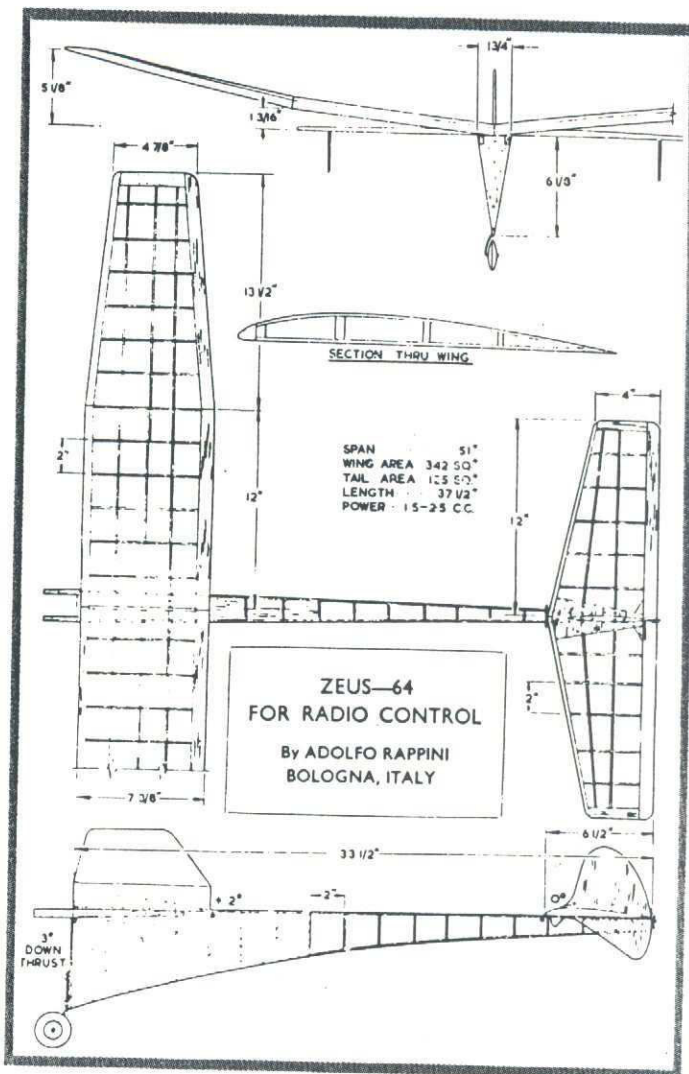 1 3/4"
5 1/8"
1 3/16"
4 7/8"
6 1/8"
13 1/2"
SECTION THRU WING
4"
2"
SPAN 51"
WING AREA 342 SQ."
TAIL AREA 125 SQ."
LENGTH 37 1/2"
POWER 1.5-2.5 C.C.
12"
12"
ZEUS—64
FOR RADIO CONTROL
By ADOLFO RAPPINI
BOLOGNA, ITALY
2"
7 3/8"
6 1/2"
33 1/2"
+ 2°
2"
0°
3°
DOWN
THRUST